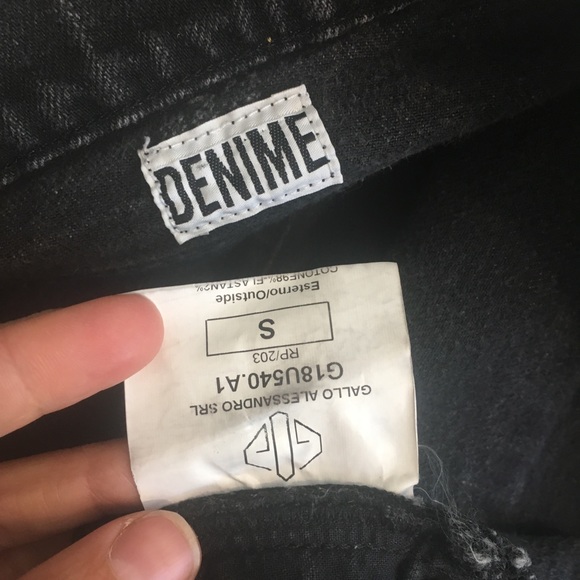 DENIME
GALLO ALESSANDRO SRL
G18U540.A1
RP/203
S
Esterno/Outside
COTONE98%-ELASTAN2%